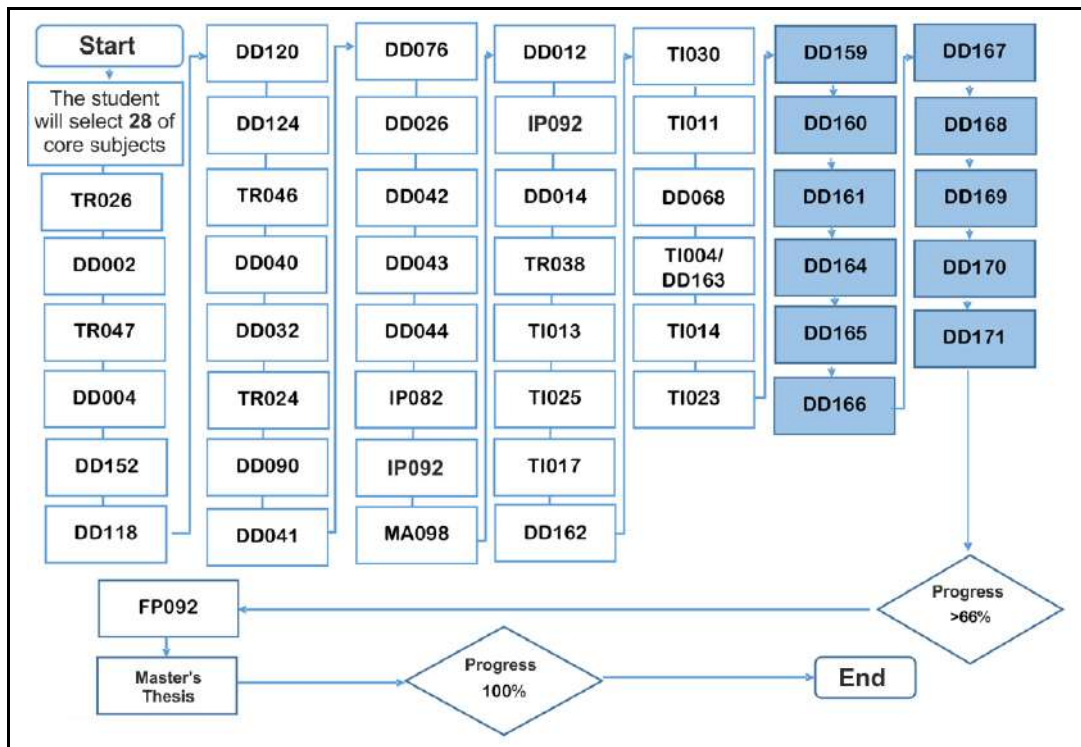 Start
The student
will select 28 of
core subjects
TR026
DD002
TR047
DD004
DD152
DD118
DD120
DD124
TR046
DD040
DD032
TR024
DD090
DD041
DD076
DD026
DD042
DD043
DD044
IP082
IP092
MA098
DD012
IP092
DD014
TR038
TI013
TI025
TI017
DD162
TI030
TI011
DD068
TI004/
DD163
TI014
TI023
DD159
DD160
DD161
DD164
DD165
DD166
DD167
DD168
DD169
DD170
DD171
Progress
>66%
FP092
Master's
Thesis
Progress
100%
End